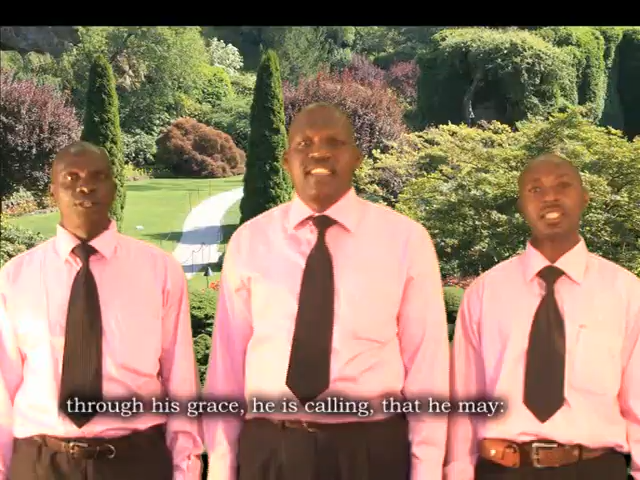 through his grace, he is calling, that he may: